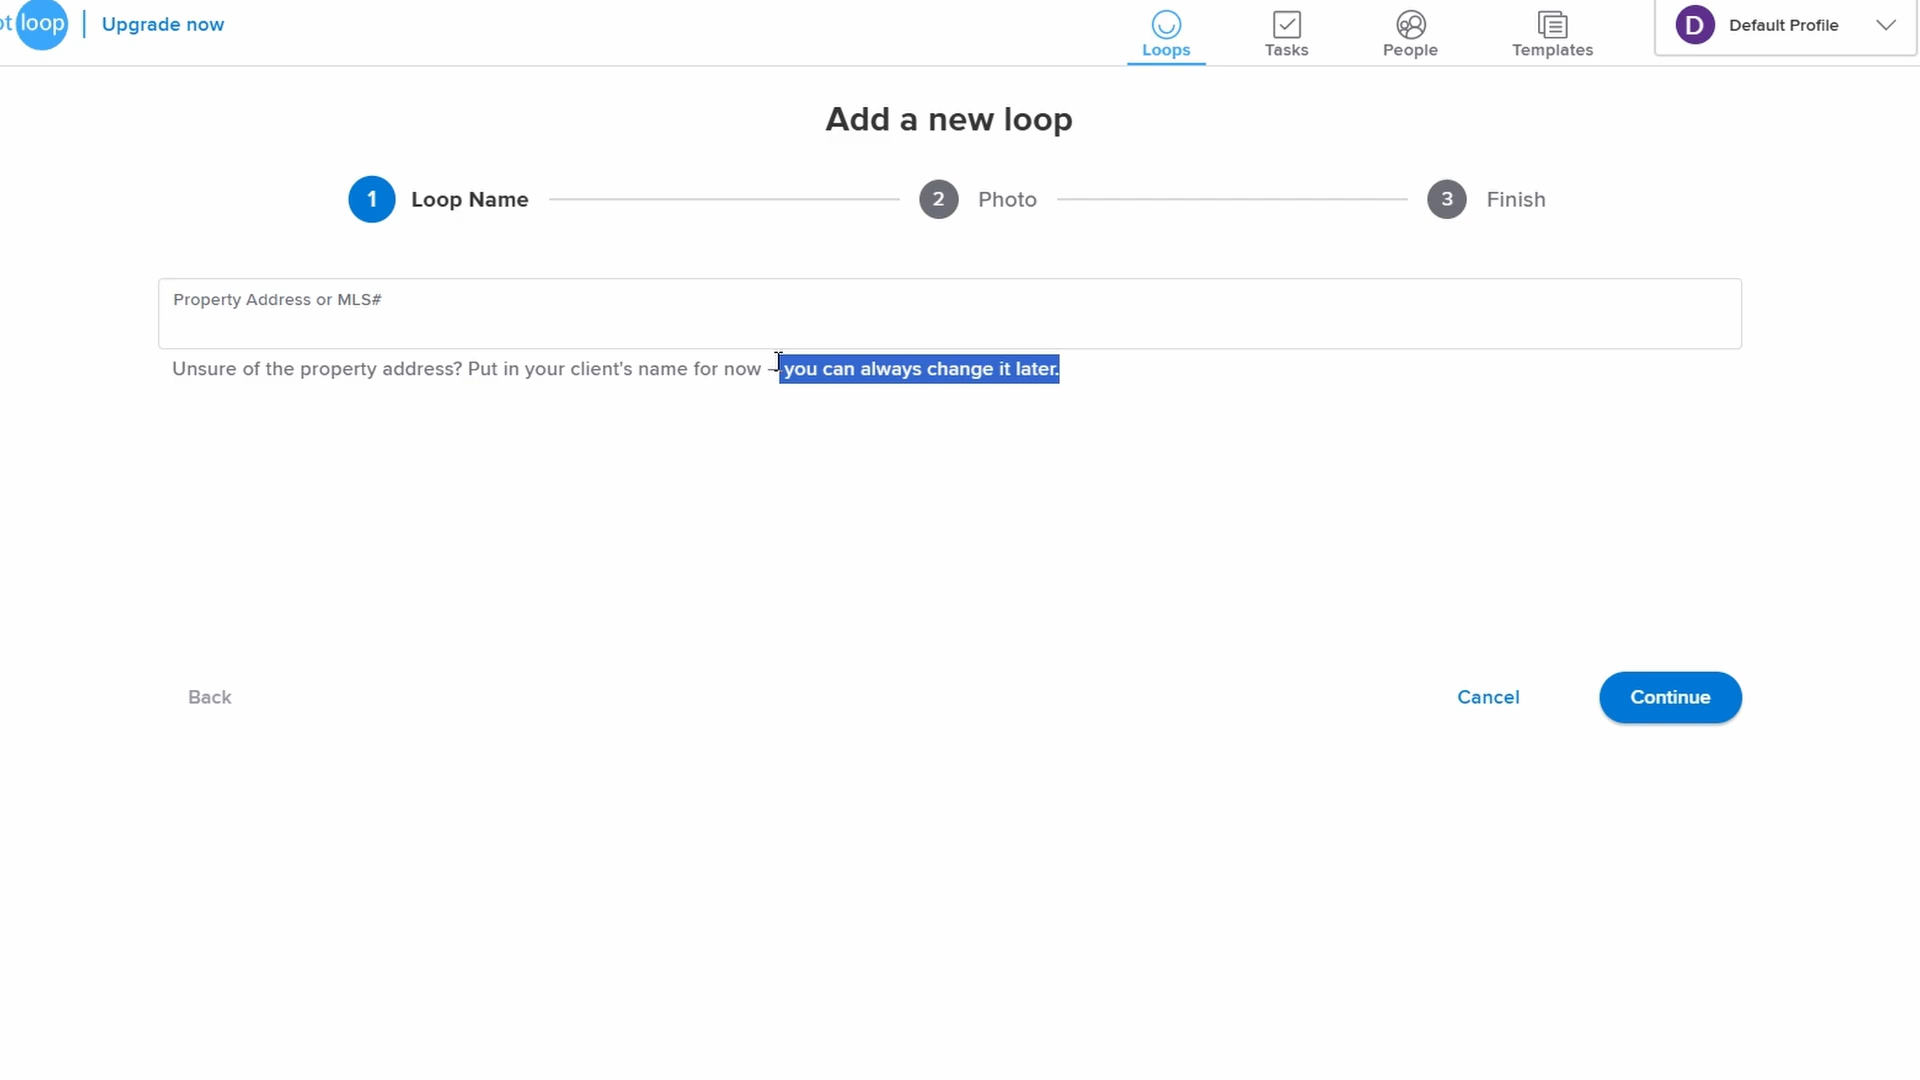 ot loop
Upgrade now
Loops
Tasks
People
Templates
D
Default Profile
Add a new loop
1 Loop Name
2 Photo
3 Finish
Property Address or MLS#
Unsure of the property address? Put in your client's name for now – you can always change it later.
Back
Cancel
Continue